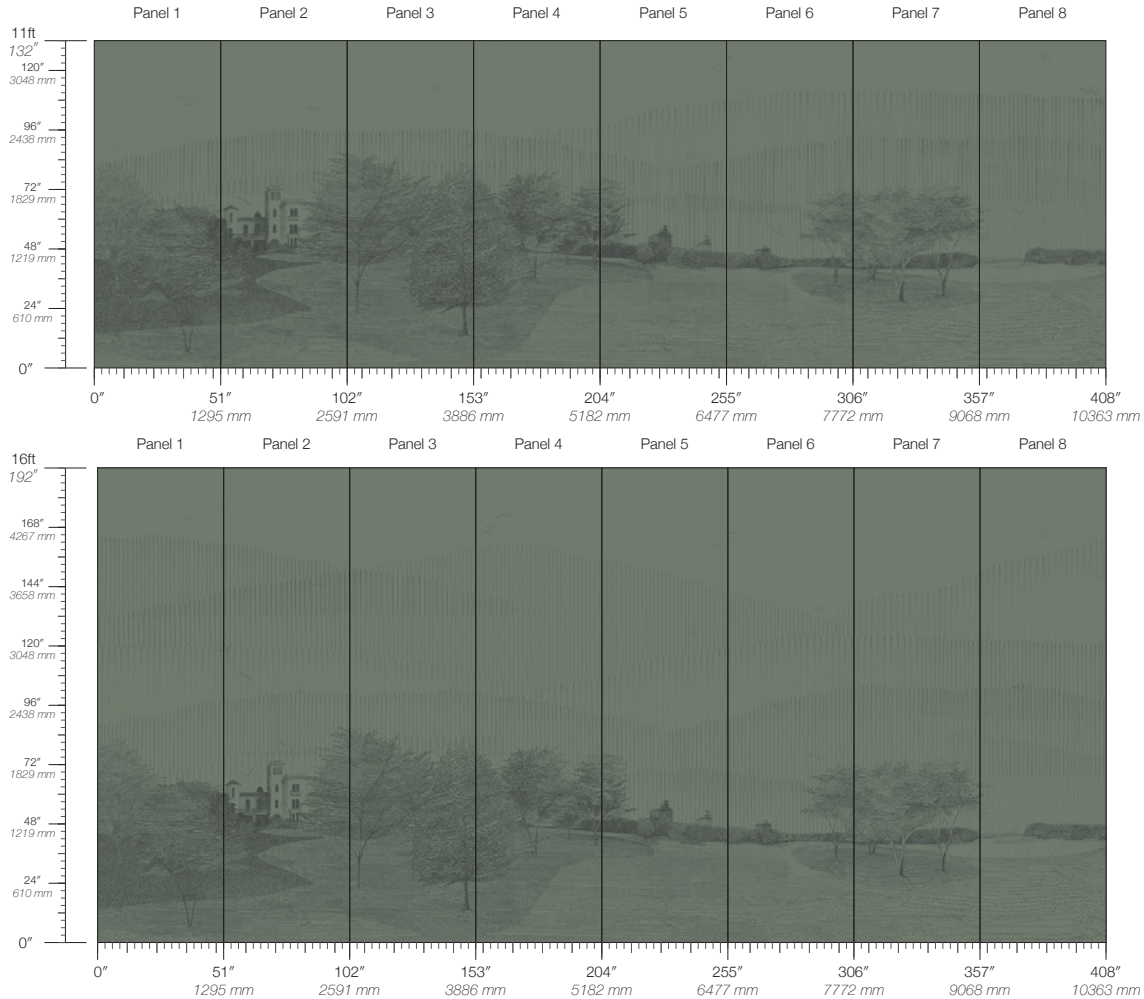 Panel 1 Panel 2 Panel 3 Panel 4 Panel 5 Panel 6 Panel 7 Panel 8
11ft
132″
120″
3048 mm
96″
2438 mm
72″
1829 mm
48″
1219 mm
24″
610 mm
0″
0″ 51″ 102″ 153″ 204″ 255″ 306″ 357″ 408″
1295 mm 2591 mm 3886 mm 5182 mm 6477 mm 7772 mm 9068 mm 10363 mm
Panel 1 Panel 2 Panel 3 Panel 4 Panel 5 Panel 6 Panel 7 Panel 8
16ft
192″
168″
4267 mm
144″
3658 mm
120″
3048 mm
96″
2438 mm
72″
1829 mm
48″
1219 mm
24″
610 mm
0″
0″ 51″ 102″ 153″ 204″ 255″ 306″ 357″ 408″
1295 mm 2591 mm 3886 mm 5182 mm 6477 mm 7772 mm 9068 mm 10363 mm